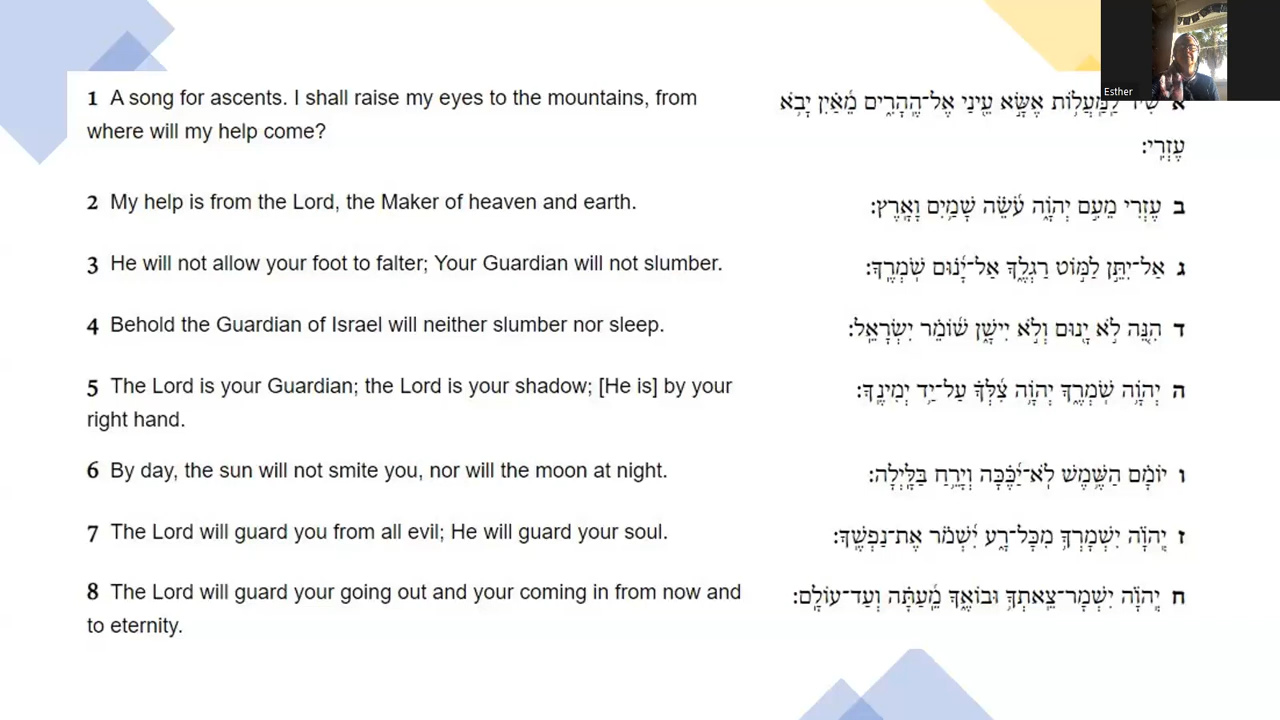 1 A song for ascents. I shall raise my eyes to the mountains, from
where will my help come?
2 My help is from the Lord, the Maker of heaven and earth.
3 He will not allow your foot to falter; Your Guardian will not slumber.
4 Behold the Guardian of Israel will neither slumber nor sleep.
5 The Lord is your Guardian; the Lord is your shadow; [He is] by your
right hand.
6 By day, the sun will not smite you, nor will the moon at night.
7 The Lord will guard you from all evil; He will guard your soul.
8 The Lord will guard your going out and your coming in from now and
to eternity.
Esther
א שִׁיר לַֽמַּֽ֫עֲל֥וֹת אֶשָּׂ֣א עֵ֖ינַי אֶל־הֶהָרִ֑ים מֵ֜אַ֗יִן יָבֹ֥א
עֶזְרִֽי:
ב עֶזְרִי מֵעִ֣ם יְהֹוָ֑ה עֹ֜שֵׂ֗ה שָׁמַ֥יִם וָאָֽרֶץ:
ג אַל־יִתֵּ֣ן לַמּ֣וֹט רַגְלֶ֑ךָ אַל־יָ֜נ֗וּם שֹֽׁמְרֶֽךָ:
ד הִנֵּ֣ה לֹ֣א יָ֖נוּם וְלֹ֣א יִישָׁ֑ן שׁ֜וֹמֵ֗ר יִשְׂרָאֵֽל:
ה יְהֹוָ֥ה שֹֽׁמְרֶ֑ךָ יְהֹוָ֥ה צִ֜לְּךָ֗ עַל־יַ֥ד יְמִינֶֽךָ:
ו יוֹמָ֗ם הַשֶּׁ֥מֶשׁ לֹֽא־יַ֜כֶּ֗כָּה וְיָרֵ֥חַ בַּלָּֽיְלָה:
ז יְֽהֹוָ֗ה יִשְׁמָרְךָ֥ מִכָּל־רָ֑ע יִ֜שְׁמֹ֗ר אֶת־נַפְשֶֽׁךָ:
ח יְֽהֹוָ֗ה יִשְׁמָר־צֵֽאתְךָ֥ וּבוֹאֶ֑ךָ מֵ֜עַתָּ֗ה וְעַד־עוֹלָֽם: